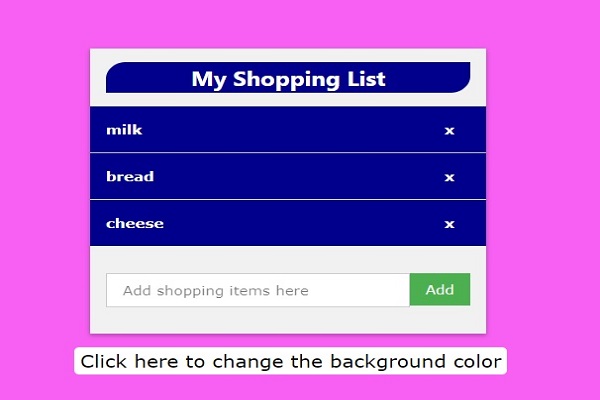 My Shopping List
milk x
bread x
cheese x
Add shopping items here Add
Click here to change the background color